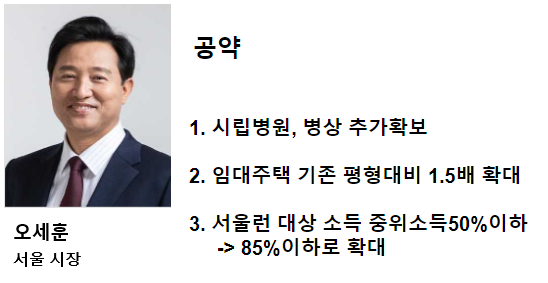 공약
1. 시립병원, 병상 추가확보
2. 임대주택 기존 평형대비 1.5배 확대
3. 서울런 대상 소득 중위소득50%이하
-> 85%이하로 확대
오세훈
서울 시장